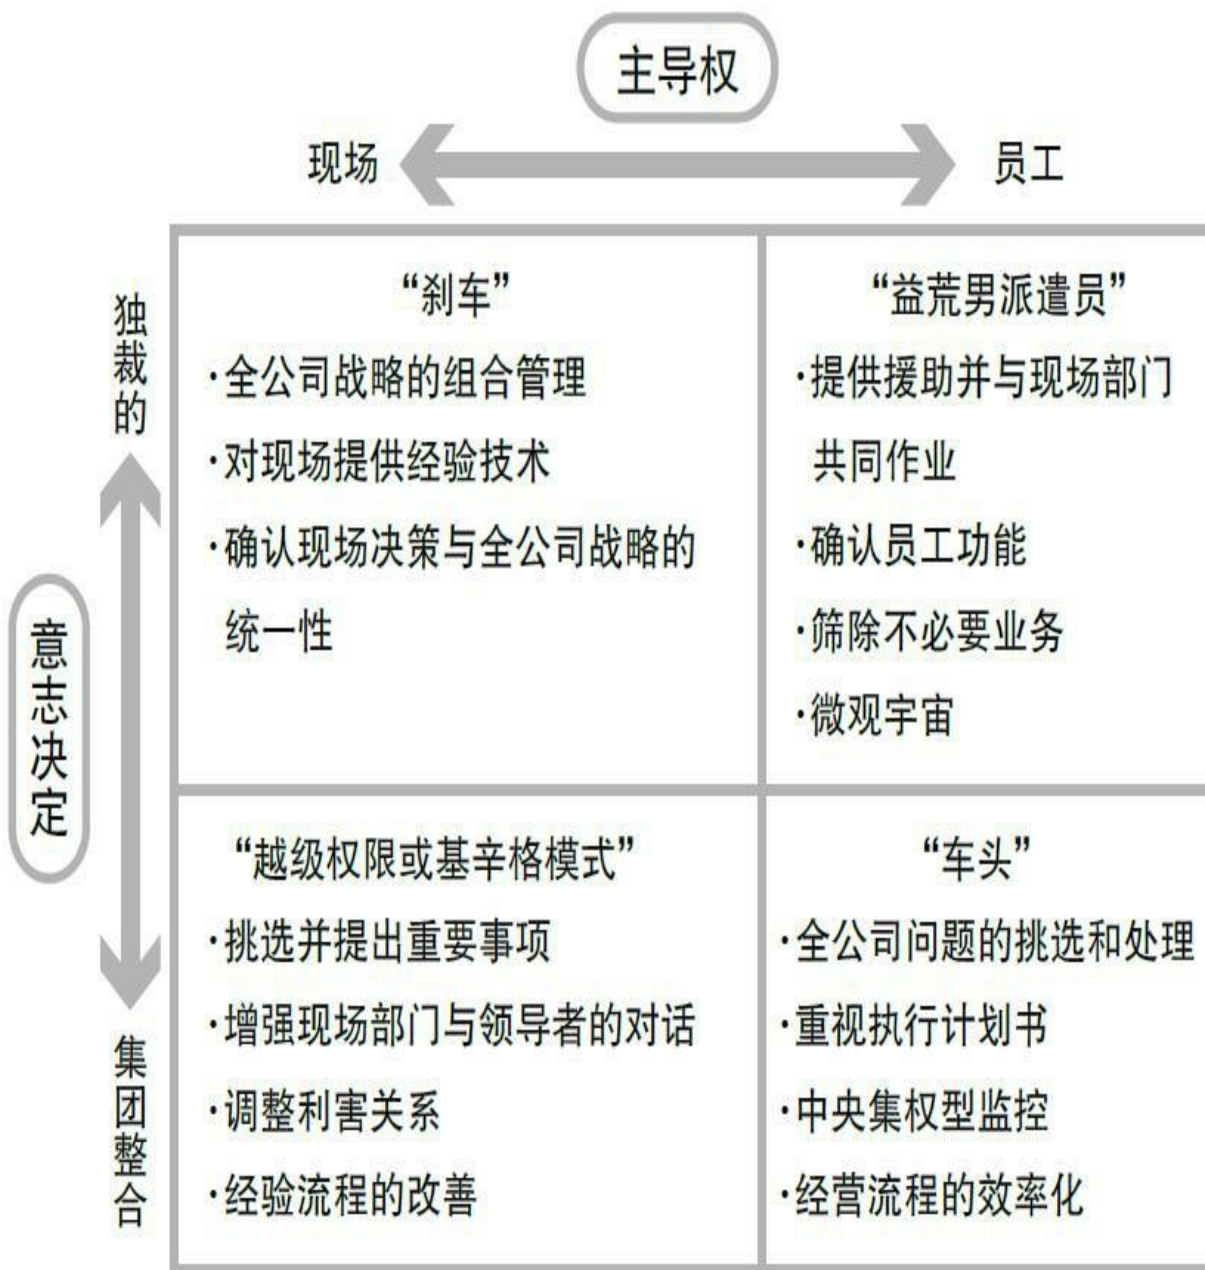 主导权
现场
员工
独裁的
意志决定
集团整合
“刹车”
·全公司战略的组合管理
·对现场提供经验技术
·确认现场决策与全公司战略的
统一性
“益荒男派遣员”
·提供援助并与现场部门
共同作业
·确认员工功能
·筛除不必要业务
·微观宇宙
“越级权限或基辛格模式”
·挑选并提出重要事项
·增强现场部门与领导者的对话
·调整利害关系
·经验流程的改善
“车头”
·全公司问题的挑选和处理
·重视执行计划书
·中央集权型监控
·经营流程的效率化